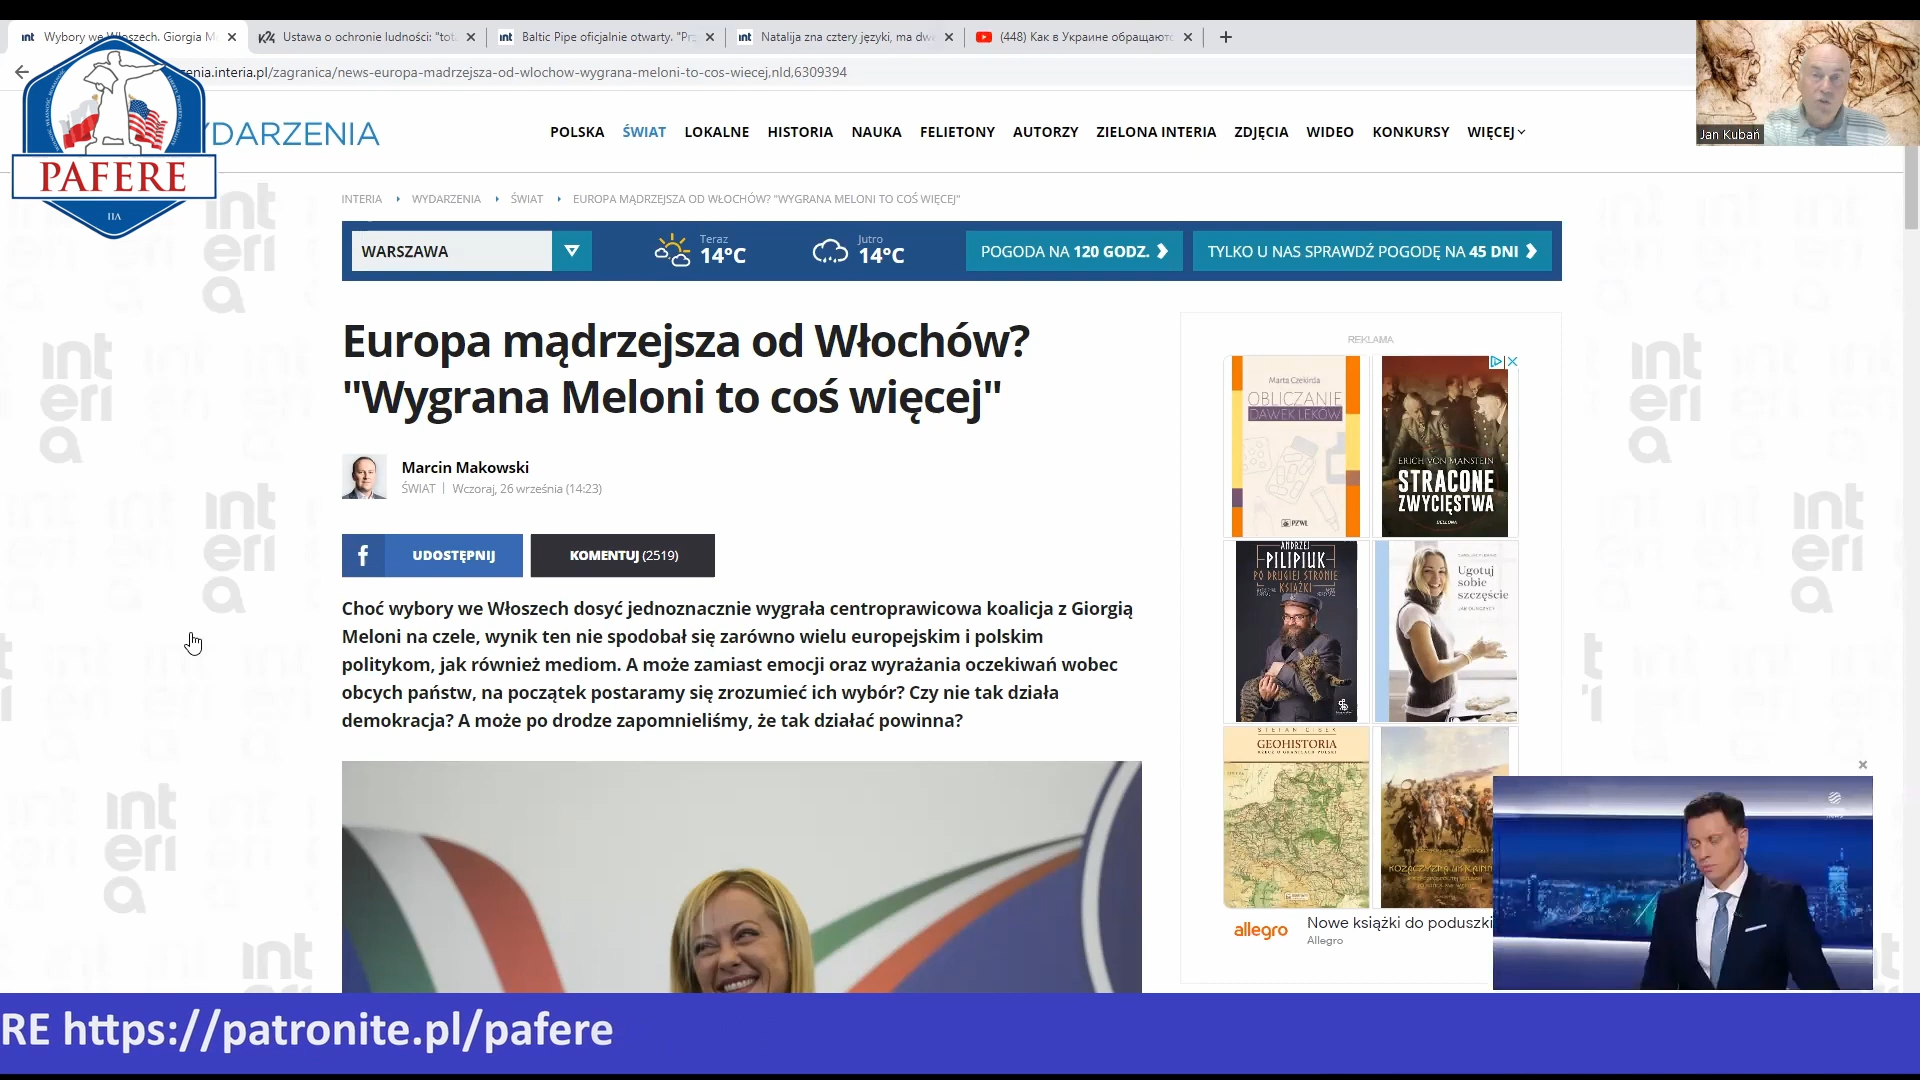 Wybory we Włoszech. Giorgia M
Ustawa o ochronie ludności: "tot
Baltic Pipe oficjalnie otwarty. "Prz
Natalija zna cztery języki, ma dwa
(448) Как в Украине обращаютс
zenia.interia.pl/zagranica/news-europa-madrzejsza-od-wlochow-wygrana-meloni-to-cos-wiecej,nld,6309394
Jan Kubań
YDARZENIA
POLSKA ŚWIAT LOKALNE HISTORIA NAUKA FELIETONY AUTORZY ZIELONA INTERIA ZDJĘCIA WIDEO KONKURSY WIĘCEJ
PAFERE
INTERIA WYDARZENIA ŚWIAT EUROPA MĄDRZEJSZA OD WŁOCHÓW? "WYGRANA MELONI TO COŚ WIĘCEJ"
WARSZAWA
Teraz
14°C
Jutro
14°C
POGODA NA 120 GODZ.
TYLKO U NAS SPRAWDŹ POGODĘ NA 45 DNI
Europa mądrzejsza od Włochów?
"Wygrana Meloni to coś więcej"
Marcin Makowski
ŚWIAT | Wczoraj, 26 września (14:23)
UDOSTĘPNIJ
KOMENTUJ (2519)
Choć wybory we Włoszech dosyć jednoznacznie wygrała centroprawicowa koalicja z Giorgią
Meloni na czele, wynik ten nie spodobał się zarówno wielu europejskim i polskim
politykom, jak również mediom. A może zamiast emocji oraz wyrażania oczekiwań wobec
obcych państw, na początek postaramy się zrozumieć ich wybór? Czy nie tak działa
demokracja? A może po drodze zapomnieliśmy, że tak działać powinna?
REKLAMA
Marta Czekirda
OBLICZANIE
DAWEK LEKÓW
PZWL
ERICH VON MANSTEIN
STRACONE
ZWYCIĘSTWA
BELLONA
ANDRZEJ
PILIPIUK
PO DRUGIEJ STRONIE
KSIĄŻKI
Ugotuj
sobie
szczęście
GEOHISTORIA
allegro
Nowe książki do poduszki
Allegro
RE https://patronite.pl/pafere